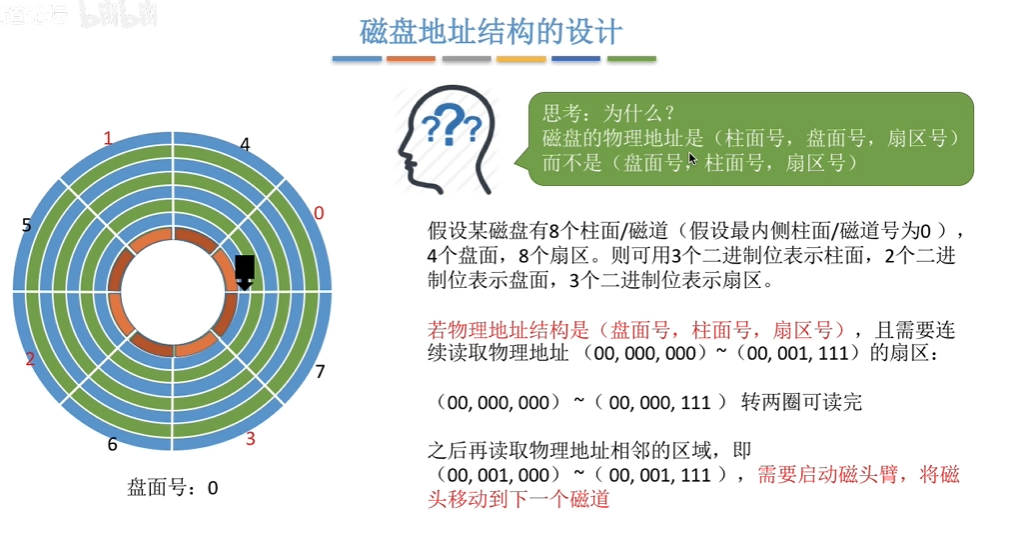 bilibili
磁盘地址结构的设计
???
思考：为什么？
磁盘的物理地址是（柱面号，盘面号，扇区号）
而不是（盘面号，柱面号，扇区号）
1
4
0
5
2
7
6
3
盘面号：0
假设某磁盘有8个柱面/磁道（假设最内侧柱面/磁道号为0 ），
4个盘面，8个扇区。则可用3个二进制位表示柱面，2个二进
制位表示盘面，3个二进制位表示扇区。
若物理地址结构是（盘面号，柱面号，扇区号），且需要连
续读取物理地址 （00, 000, 000）~（00, 001, 111）的扇区：
（00, 000, 000） ~（ 00, 000, 111 ） 转两圈可读完
之后再读取物理地址相邻的区域，即
（00, 001, 000） ~（ 00, 001, 111 ），需要启动磁头臂，将磁
头移动到下一个磁道